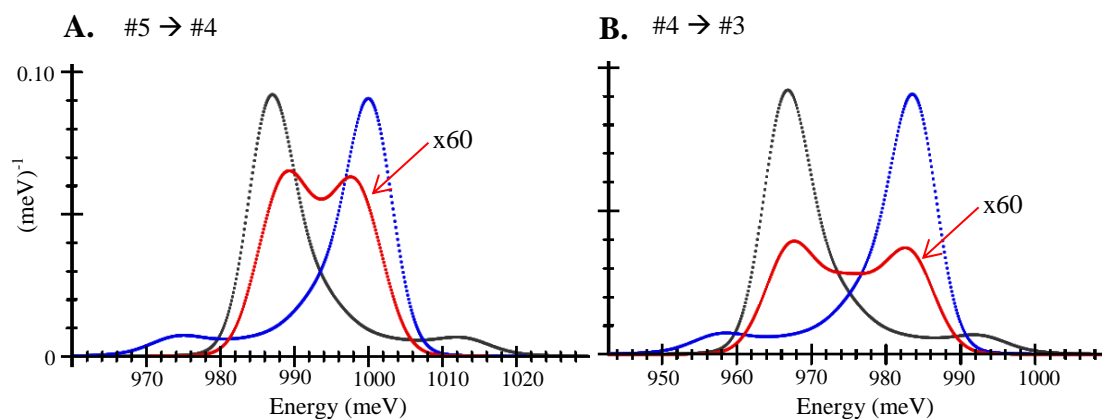 A. #5 → #4
0.10
(meV)⁻¹
0
x60
970 980 990 1000 1010 1020
Energy (meV)
B. #4 → #3
x60
950 960 970 980 990 1000
Energy (meV)